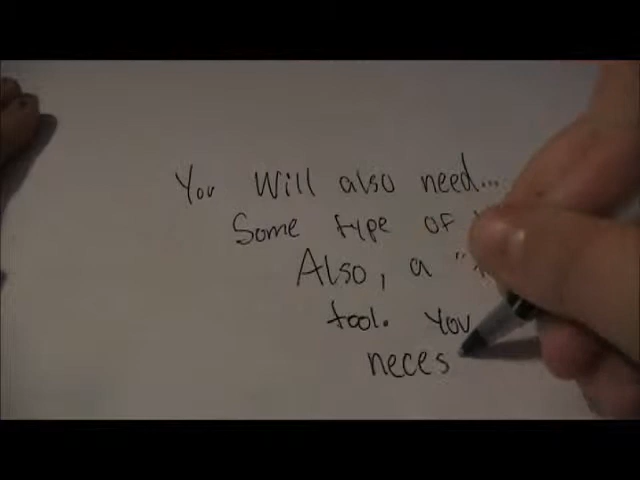 You Will also need...
Some type of
Also, a
tool. You
neces